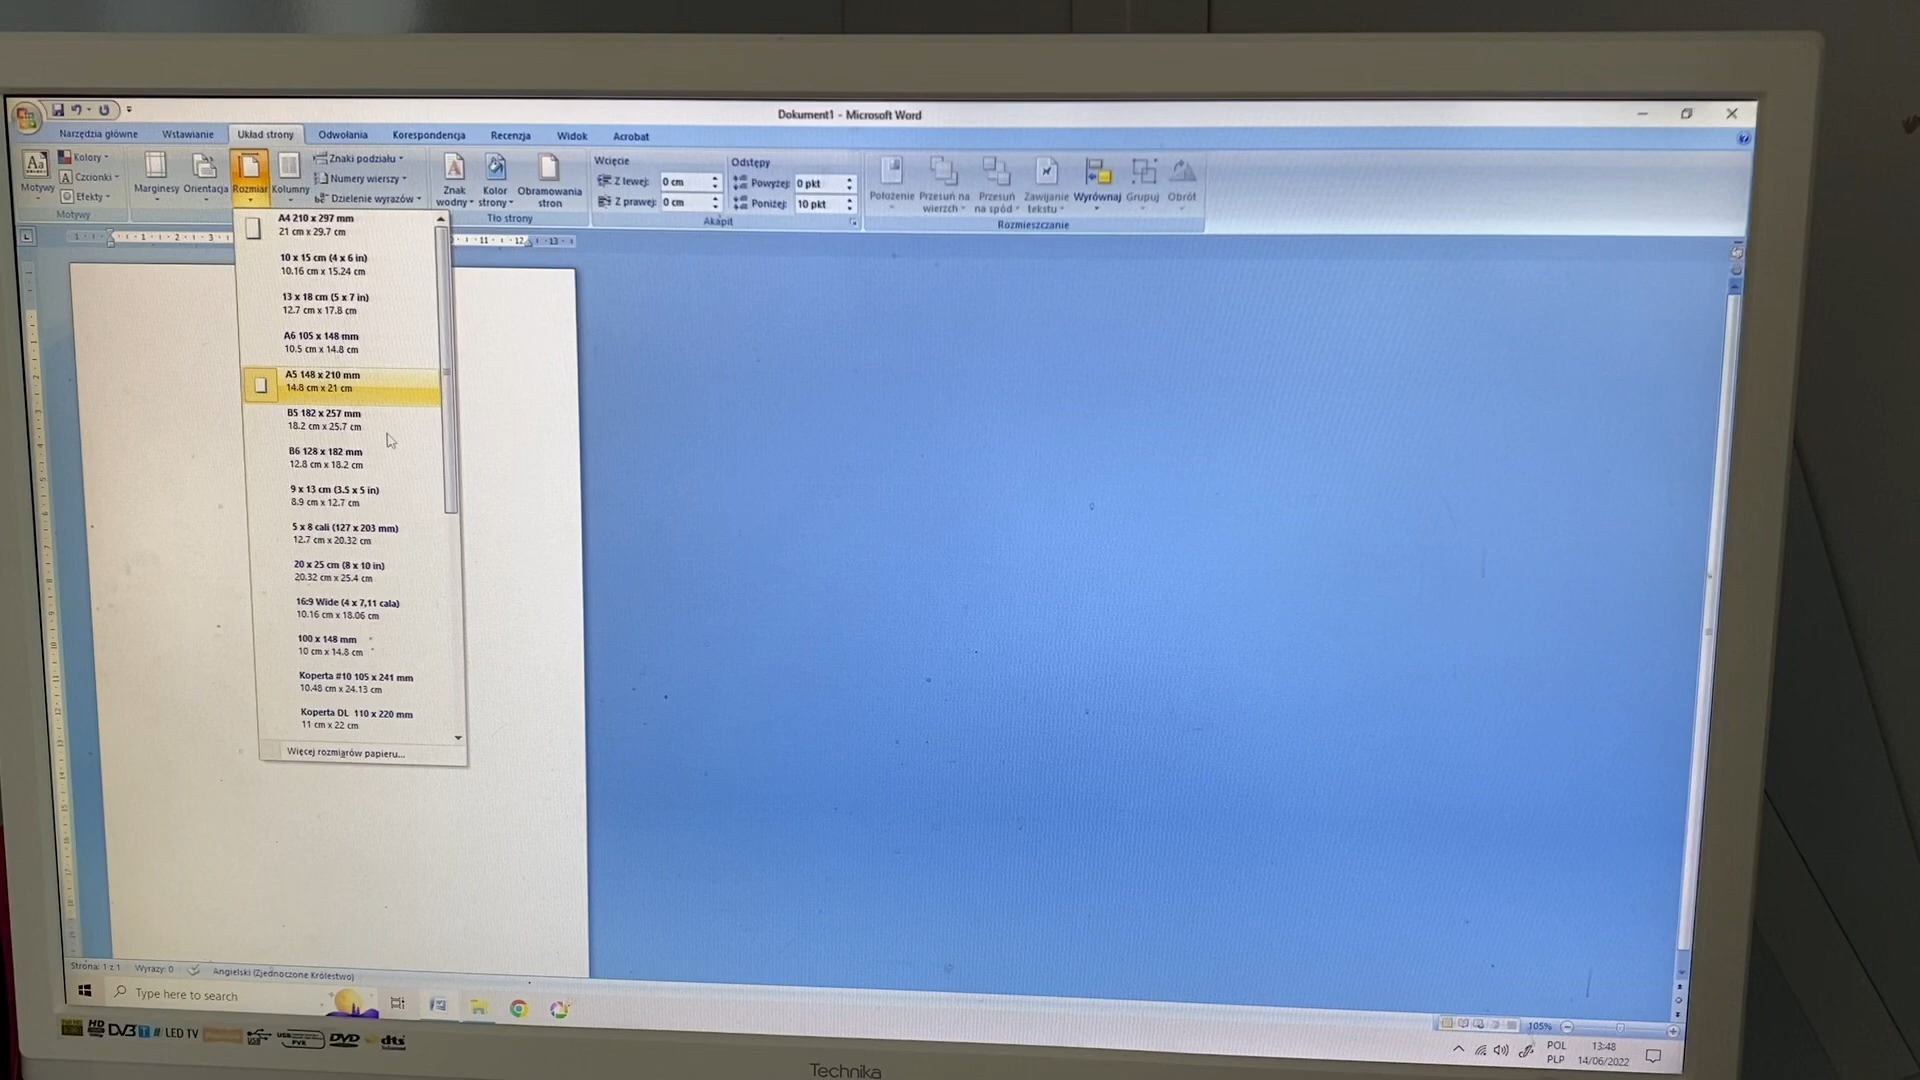 Dokument1 - Microsoft Word
Narzędzia główne Wstawianie Układ strony Odwołania Korespondencja Recenzja Widok Acrobat
Kolory
Czcionki
Efekty
Motywy
Motywy
Marginesy Orientacja Rozmiar Kolumny
Znaki podziału
Numery wierszy
Dzielenie wyrazów
Znak wodny
Kolor strony
Obramowania stron
Tło strony
Wcięcie
Z lewej: 0 cm
Z prawej: 0 cm
Odstępy
Powyżej: 0 pkt
Poniżej: 10 pkt
Akapit
Położenie
Przesuń na wierzch
Przesuń na spód
Zawijanie tekstu
Wyrównaj
Grupuj
Obrót
Rozmieszczanie
A4 210 x 297 mm
21 cm x 29.7 cm
10 x 15 cm (4 x 6 in)
10.16 cm x 15.24 cm
13 x 18 cm (5 x 7 in)
12.7 cm x 17.8 cm
A6 105 x 148 mm
10.5 cm x 14.8 cm
A5 148 x 210 mm
14.8 cm x 21 cm
B5 182 x 257 mm
18.2 cm x 25.7 cm
B6 128 x 182 mm
12.8 cm x 18.2 cm
9 x 13 cm (3.5 x 5 in)
8.9 cm x 12.7 cm
5 x 8 cali (127 x 203 mm)
12.7 cm x 20.32 cm
20 x 25 cm (8 x 10 in)
20.32 cm x 25.4 cm
16:9 Wide (4 x 7,11 cala)
10.16 cm x 18.06 cm
100 x 148 mm
10 cm x 14.8 cm
Koperta #10 105 x 241 mm
10.48 cm x 24.13 cm
Koperta DL 110 x 220 mm
11 cm x 22 cm
Więcej rozmiarów papieru...
Strona: 1 z 1 Wyrazy: 0 Angielski (Zjednoczone Królestwo)
105%
Type here to search
POL
PLP
13:48
14/06/2022
HD DVB T LED TV USB PVR DVD dts
Technika